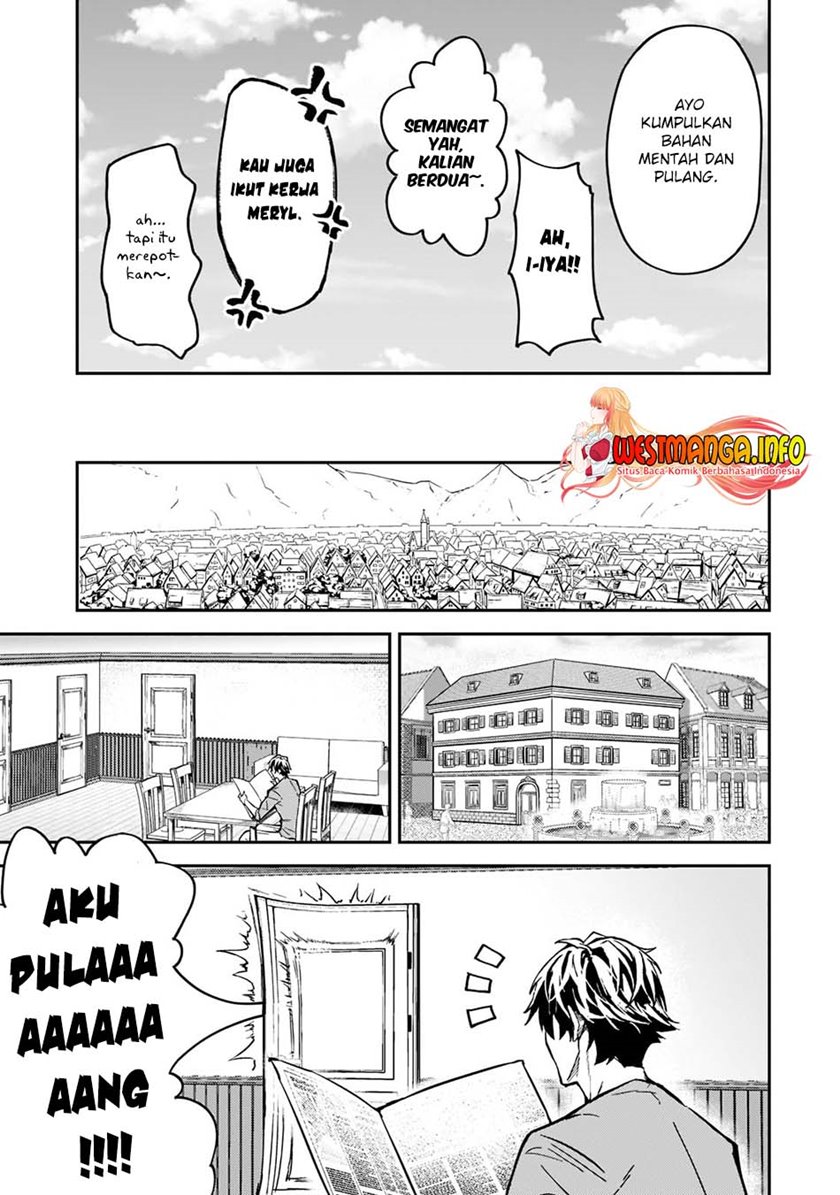 AYO
KUMPULKAN
BAHAN
MENTAH DAN
PULANG.
AH,
I-IYA!!
SEMANGAT
YAH,
KALIAN
BERDUA~.
KAU JUGA
IKUT KERJA
MERYL.
ah...
tapi itu
merepot-
kan~.
WESTMANGA.INFO
Situs Baca Komik Berbahasa Indonesia
AKU
PULAAA
AAAAAA
AANG
!!!!